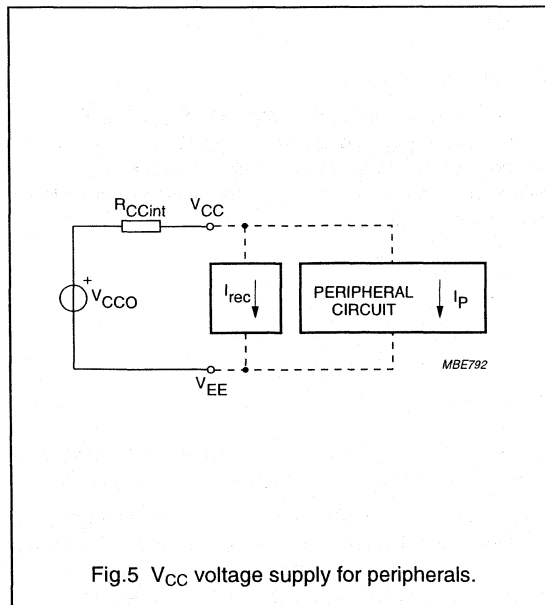 R_CCint V_CC
+
V_CCO
I_rec
PERIPHERAL I_P
CIRCUIT
MBE792
V_EE
Fig.5 V_CC voltage supply for peripherals.